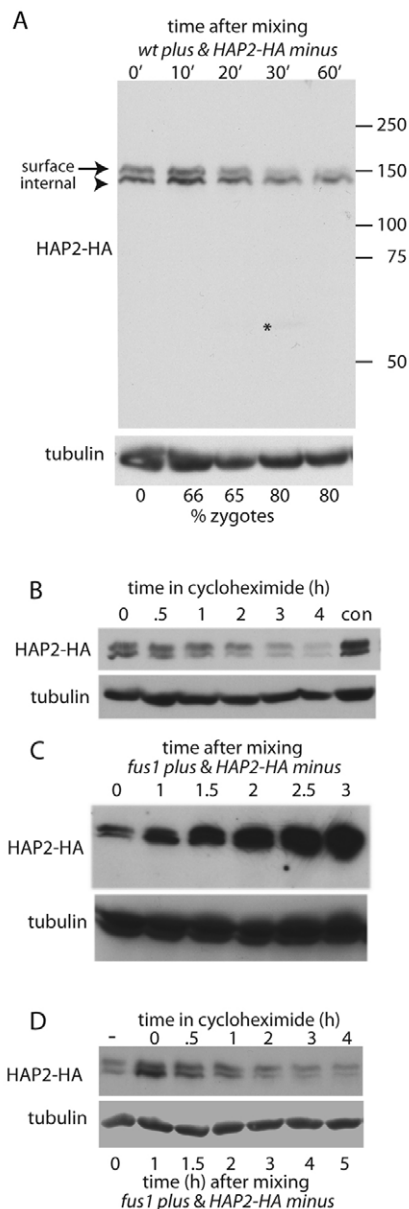 A
time after mixing
wt plus & HAP2-HA minus
0' 10' 20' 30' 60'
250
surface
150
internal
100
HAP2-HA
75
*
50
tubulin
0 66 65 80 80
% zygotes
B
time in cycloheximide (h)
0 .5 1 2 3 4 con
HAP2-HA
tubulin
C
time after mixing
fus1 plus & HAP2-HA minus
0 1 1.5 2 2.5 3
HAP2-HA
tubulin
D
time in cycloheximide (h)
- 0 .5 1 2 3 4
HAP2-HA
tubulin
0 1 1.5 2 3 4 5
time (h) after mixing
fus1 plus & HAP2-HA minus